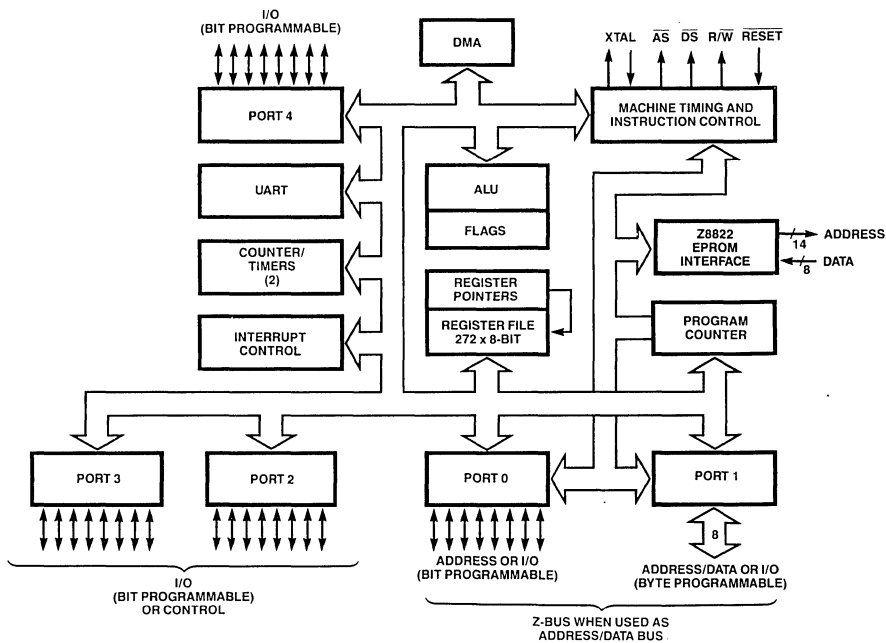 I/O
(BIT PROGRAMMABLE)
DMA
XTAL
AS
DS
R/W
RESET
PORT 4
MACHINE TIMING AND
INSTRUCTION CONTROL
UART
ALU
FLAGS
Z8822
EPROM
INTERFACE
14
ADDRESS
8
DATA
COUNTER/
TIMERS
(2)
REGISTER
POINTERS
REGISTER FILE
272 x 8-BIT
PROGRAM
COUNTER
INTERRUPT
CONTROL
PORT 3
PORT 2
PORT 0
PORT 1
8
I/O
(BIT PROGRAMMABLE)
OR CONTROL
ADDRESS OR I/O
(BIT PROGRAMMABLE)
ADDRESS/DATA OR I/O
(BYTE PROGRAMMABLE)
Z-BUS WHEN USED AS
ADDRESS/DATA BUS